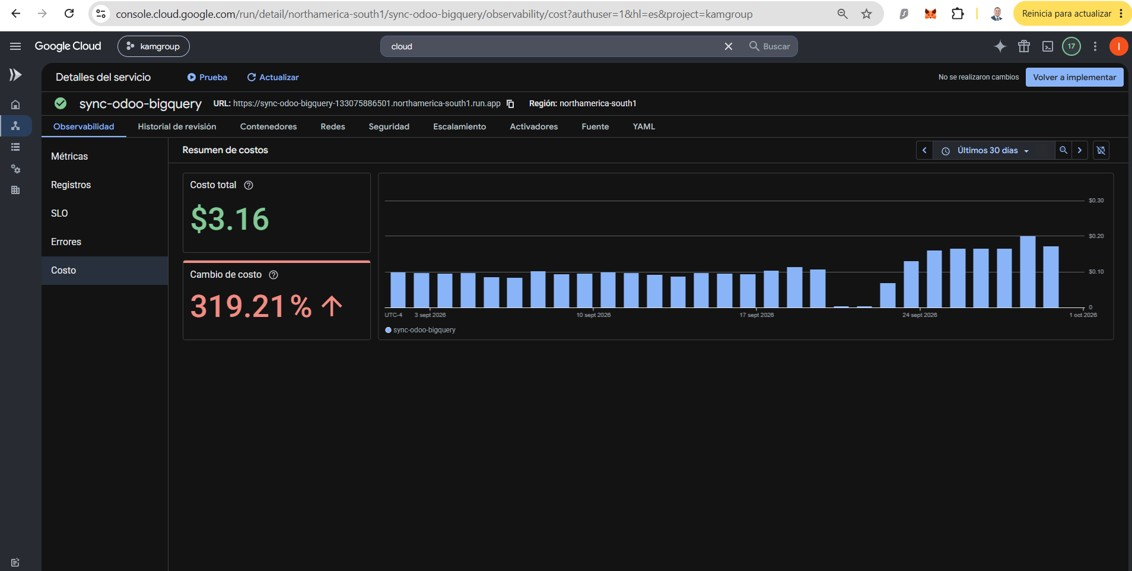 console.cloud.google.com/run/detail/northamerica-south1/sync-odoo-bigquery/observability/cost?authuser=1&hl=es&project=kamgroup
Reinicia para actualizar
Google Cloud
kamgroup
cloud
Buscar
17
i
Detalles del servicio
Prueba
Actualizar
No se realizaron cambios
Volver a implementar
sync-odoo-bigquery
URL: https://sync-odoo-bigquery-133075886501.northamerica-south1.run.app
Región: northamerica-south1
Observabilidad
Historial de revisión
Contenedores
Redes
Seguridad
Escalamiento
Activadores
Fuente
YAML
Métricas
Registros
SLO
Errores
Costo
Resumen de costos
Últimos 30 días
Costo total
$3.16
Cambio de costo
319.21%
$0.30
$0.20
$0.10
0
UTC-4
3 sept 2026
10 sept 2026
17 sept 2026
24 sept 2026
1 oct 2026
sync-odoo-bigquery